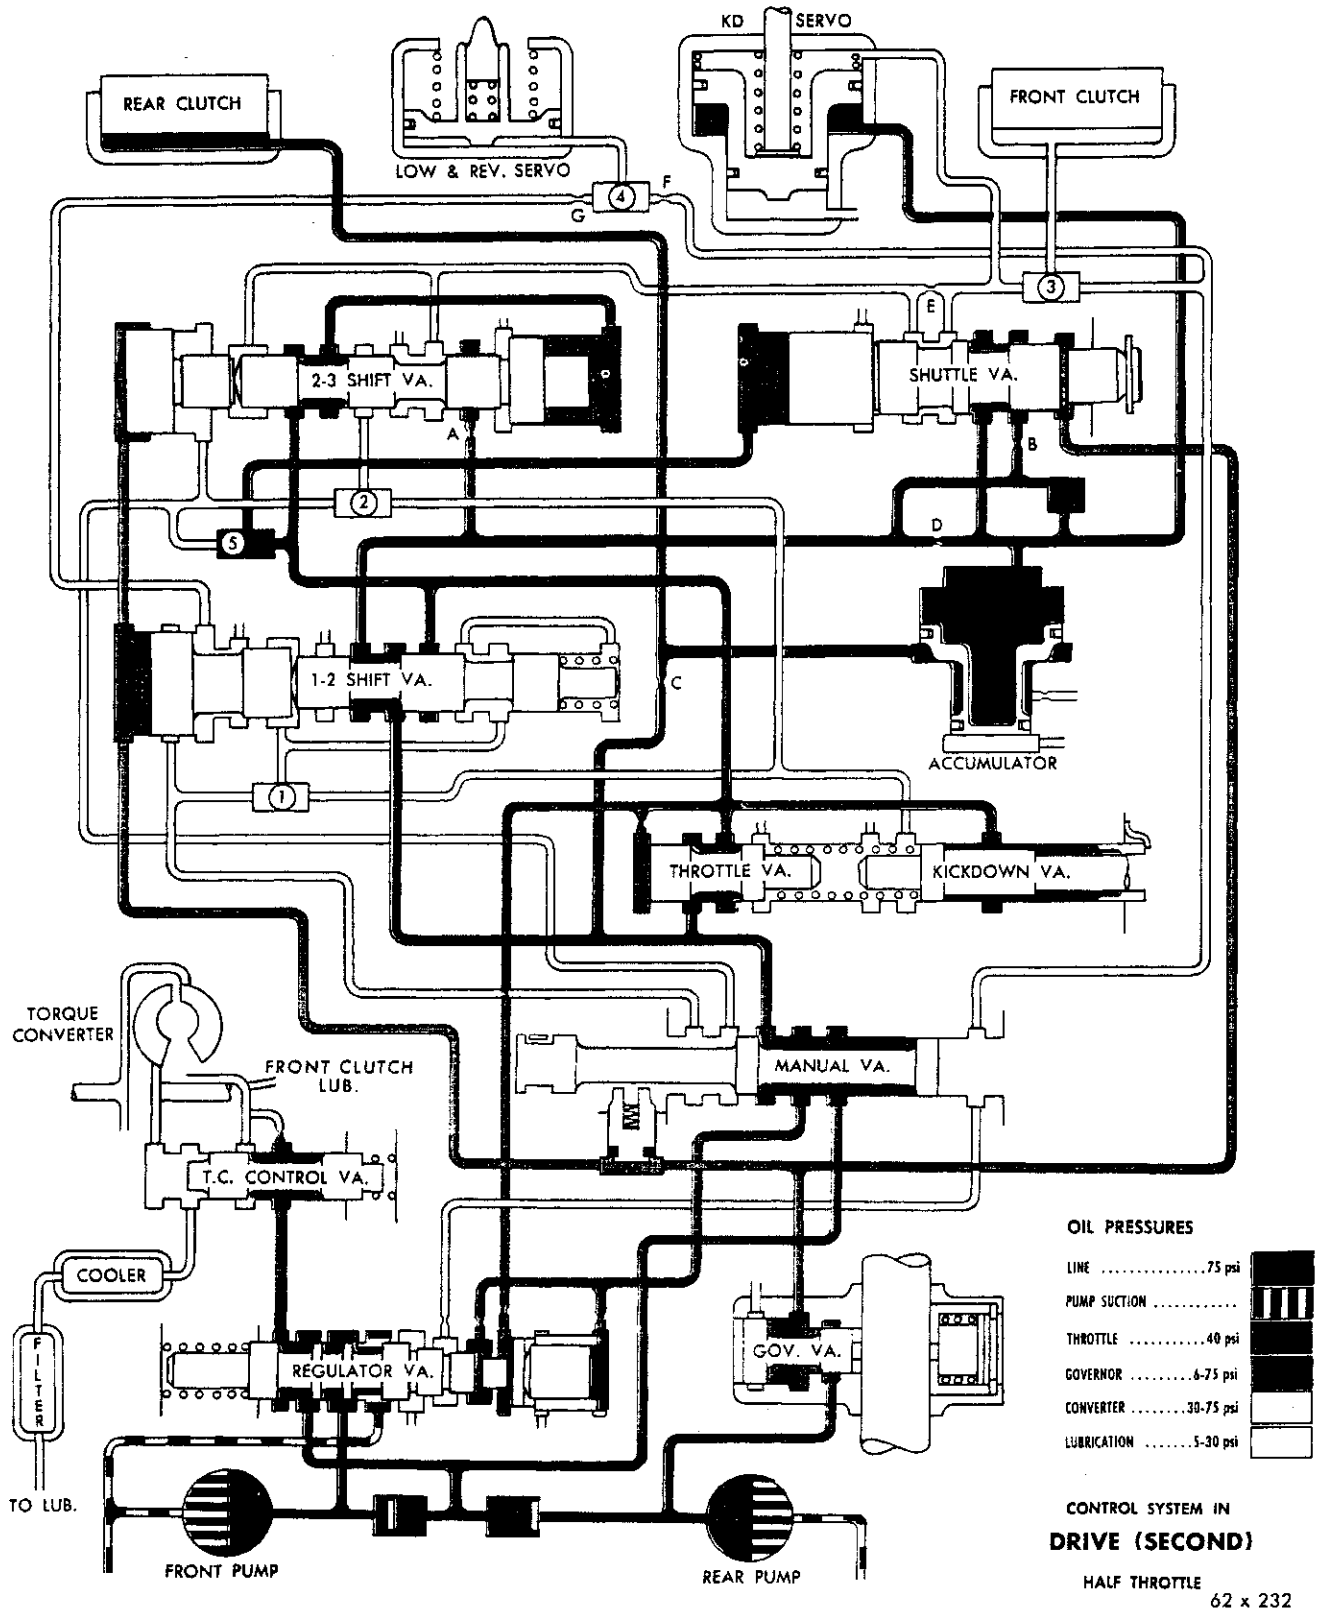 KD SERVO
REAR CLUTCH
FRONT CLUTCH
LOW & REV. SERVO
4
F
G
3
E
2-3 SHIFT VA.
SHUTTLE VA.
A
B
2
5
D
1-2 SHIFT VA.
C
ACCUMULATOR
1
THROTTLE VA.
KICKDOWN VA.
TORQUE
CONVERTER
FRONT CLUTCH
LUB.
MANUAL VA.
T.C. CONTROL VA.
COOLER
FILTER
TO LUB.
REGULATOR VA.
GOV. VA.
FRONT PUMP
REAR PUMP
OIL PRESSURES
LINE ..............75 psi
PUMP SUCTION ............
THROTTLE ..........40 psi
GOVERNOR .........6-75 psi
CONVERTER ........30-75 psi
LUBRICATION .......5-30 psi
CONTROL SYSTEM IN
DRIVE (SECOND)
HALF THROTTLE
62 x 232